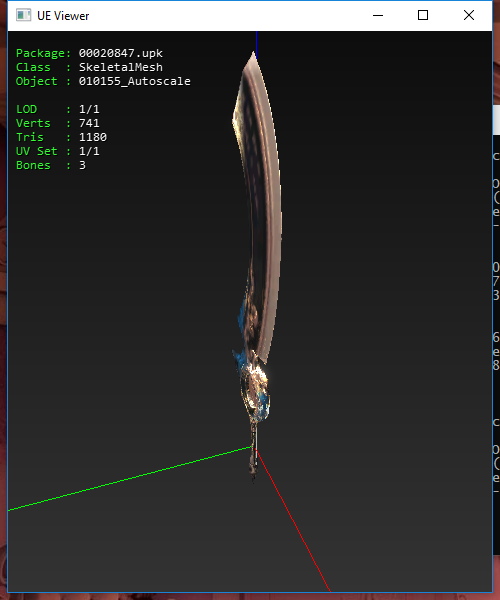 UE Viewer
Package: 00020847.upk
Class : SkeletalMesh
Object : 010155_Autoscale
LOD : 1/1
Verts : 741
Tris : 1180
UV Set : 1/1
Bones : 3